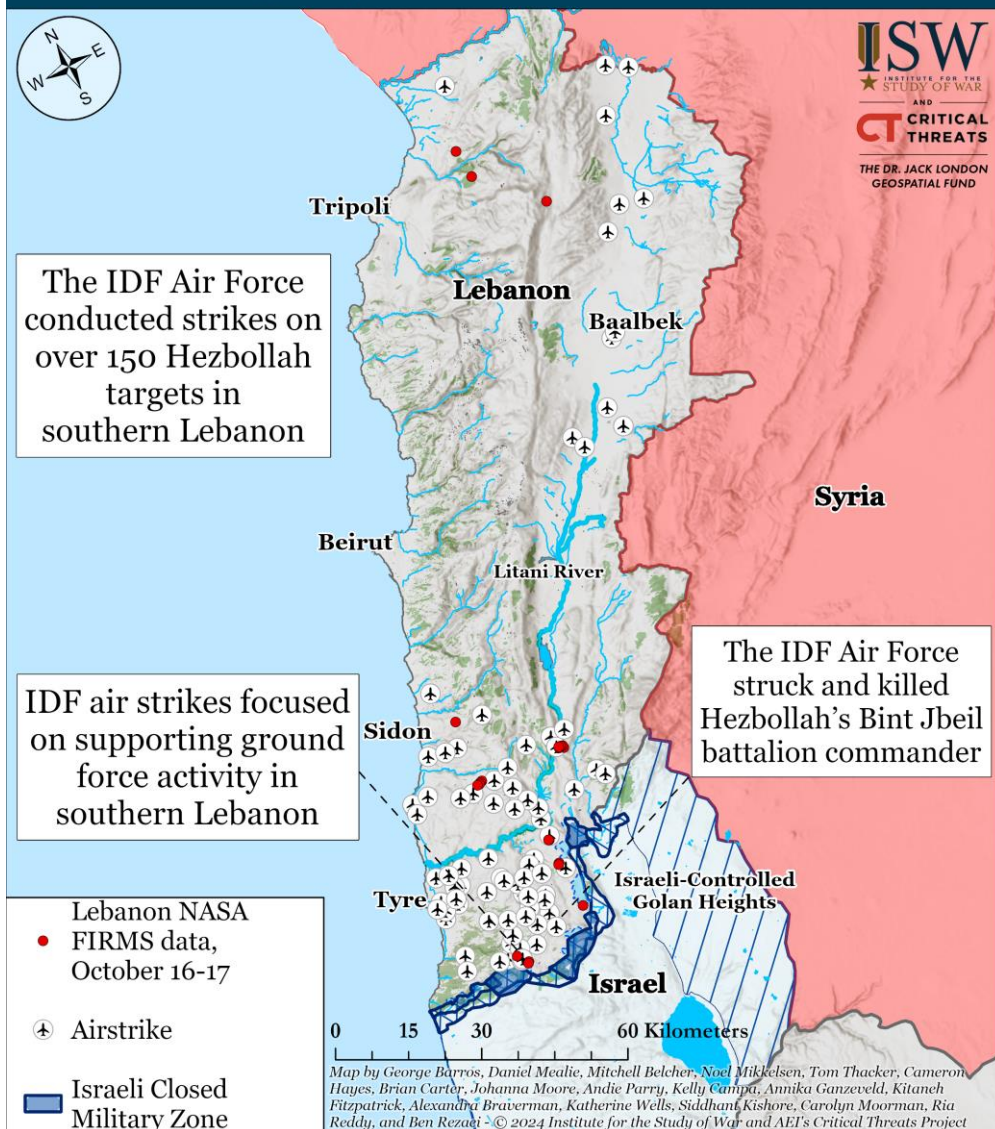 N
E
W
S
ISW
INSTITUTE FOR THE
STUDY OF WAR
AND
CT CRITICAL
THREATS
THE DR. JACK LONDON
GEOSPATIAL FUND
Tripoli
The IDF Air Force
conducted strikes on
over 150 Hezbollah
targets in
southern Lebanon
Lebanon
Baalbek
Syria
Beirut
Litani River
The IDF Air Force
struck and killed
Hezbollah's Bint Jbeil
battalion commander
IDF air strikes focused
on supporting ground
force activity in
southern Lebanon
Sidon
Tyre
Israeli-Controlled
Golan Heights
Israel
Lebanon NASA
FIRMS data,
October 16-17
Airstrike
Israeli Closed
Military Zone
0 15 30 60 Kilometers
Map by George Barros, Daniel Mealie, Mitchell Belcher, Noel Mikkelsen, Tom Thacker, Cameron
Hayes, Brian Carter, Johanna Moore, Andie Parry, Kelly Campa, Annika Ganzeveld, Kitaneh
Fitzpatrick, Alexandra Braverman, Katherine Wells, Siddhant Kishore, Carolyn Moorman, Ria
Reddy, and Ben Rezaei - © 2024 Institute for the Study of War and AEI's Critical Threats Project